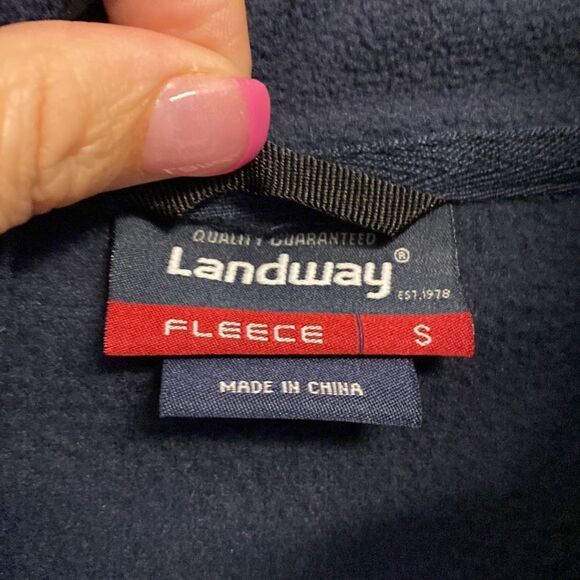 QUALITY GUARANTEED
Landway®
EST.1978
FLEECE S
MADE IN CHINA